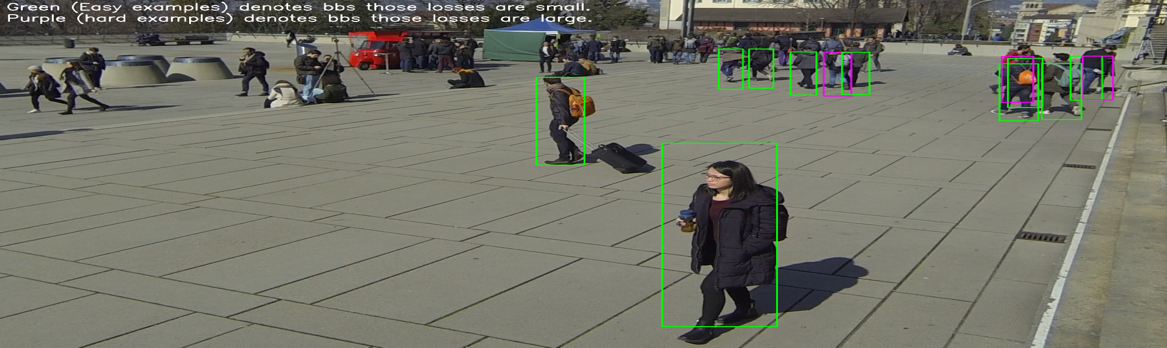 Green (Easy examples) denotes bbs those losses are small.
Purple (hard examples) denotes bbs those losses are large.